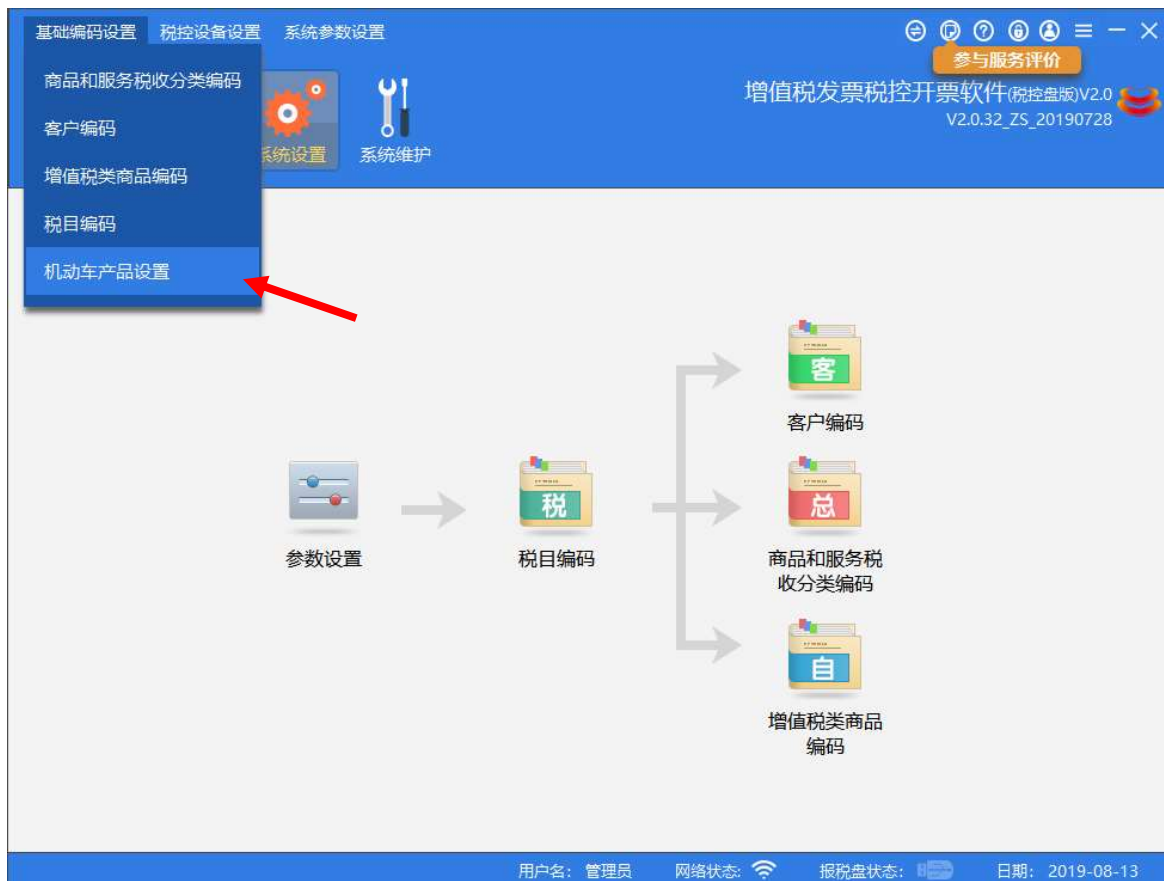 基础编码设置 税控设备设置 系统参数设置
参与服务评价
商品和服务税收分类编码
客户编码
增值税类商品编码
税目编码
机动车产品设置
系统设置
系统维护
增值税发票税控开票软件(税控盘版)V2.0
V2.0.32_ZS_20190728
客
客户编码
参数设置
税
税目编码
总
商品和服务税
收分类编码
自
增值税类商品
编码
用户名: 管理员 网络状态: 报税盘状态: 日期: 2019-08-13